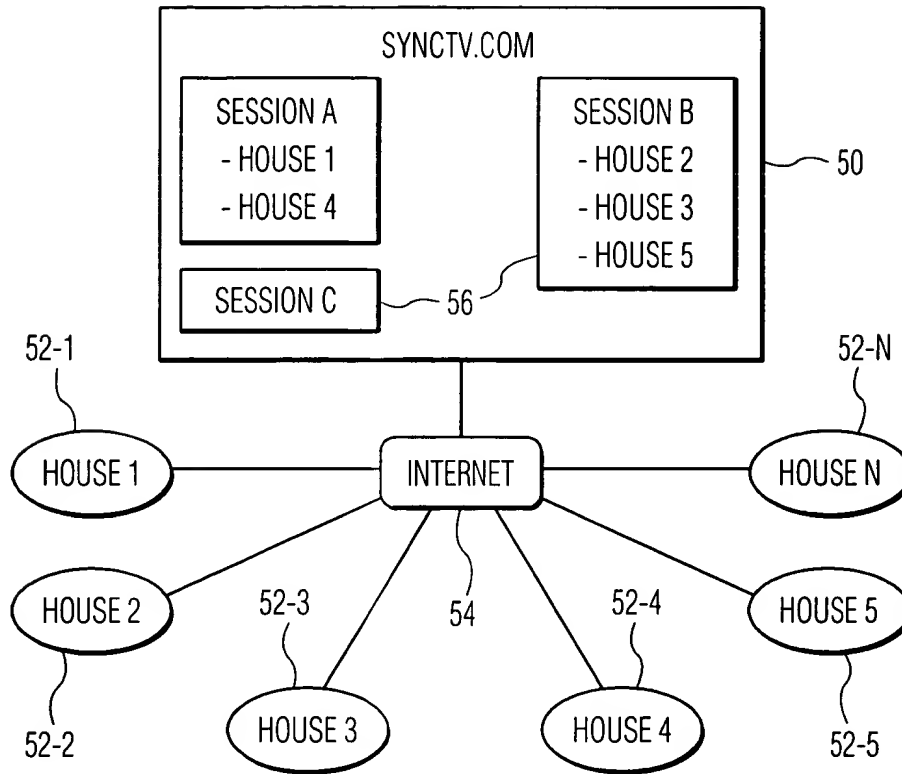 SYNCTV.COM
SESSION A
- HOUSE 1
- HOUSE 4
SESSION B
- HOUSE 2
- HOUSE 3
- HOUSE 5
50
SESSION C
56
52-1
52-N
HOUSE 1
INTERNET
HOUSE N
54
HOUSE 2
52-3
52-4
HOUSE 5
52-2
HOUSE 3
HOUSE 4
52-5